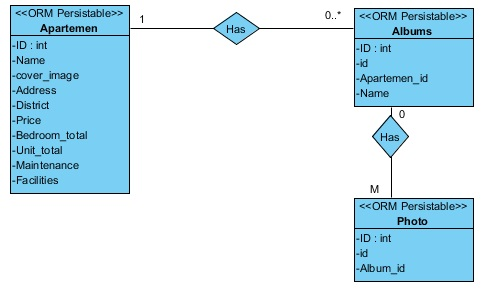 <<ORM Persistable>>
Apartemen
-ID : int
-Name
-cover_image
-Address
-District
-Price
-Bedroom_total
-Unit_total
-Maintenance
-Facilities
1
Has
0..*
<<ORM Persistable>>
Albums
-ID : int
-id
-Apartemen_id
-Name
0
Has
M
<<ORM Persistable>>
Photo
-ID : int
-id
-Album_id